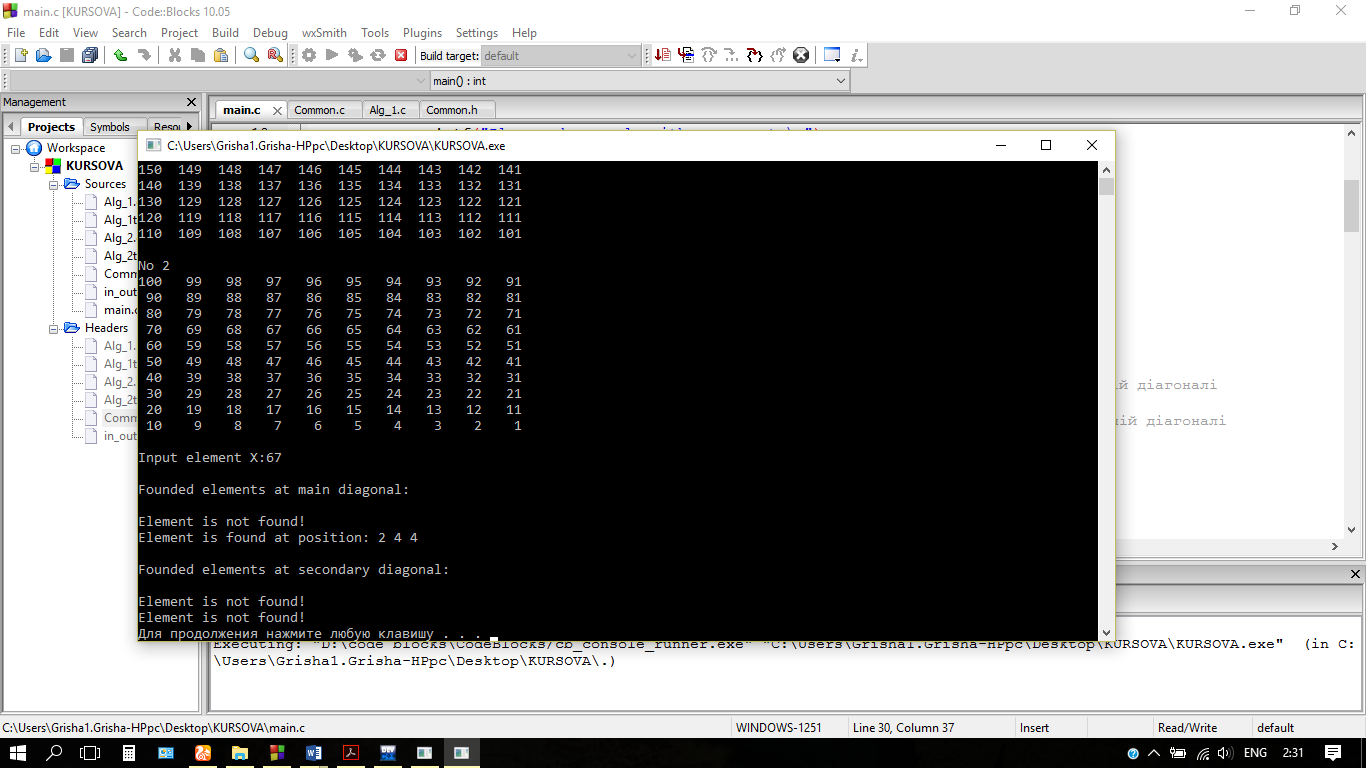 main.c [KURSOVA] - Code::Blocks 10.05
File Edit View Search Project Build Debug wxSmith Tools Plugins Settings Help
Build target: default
main() : int
Management
main.c Common.c Alg_1.c Common.h
Projects Symbols
Workspace
KURSOVA
Sources
Alg_1.
Alg_1t
Alg_2.
Alg_2t
Comm
in_out
main.c
Headers
Alg_1.
Alg_1t
Alg_2.
Alg_2t
Comm
in_out
C:\Users\Grisha1.Grisha-HPpc\Desktop\KURSOVA\KURSOVA.exe
150 149 148 147 146 145 144 143 142 141
140 139 138 137 136 135 134 133 132 131
130 129 128 127 126 125 124 123 122 121
120 119 118 117 116 115 114 113 112 111
110 109 108 107 106 105 104 103 102 101
No 2
100 99 98 97 96 95 94 93 92 91
90 89 88 87 86 85 84 83 82 81
80 79 78 77 76 75 74 73 72 71
70 69 68 67 66 65 64 63 62 61
60 59 58 57 56 55 54 53 52 51
50 49 48 47 46 45 44 43 42 41
40 39 38 37 36 35 34 33 32 31
30 29 28 27 26 25 24 23 22 21
20 19 18 17 16 15 14 13 12 11
10 9 8 7 6 5 4 3 2 1
Input element X:67
Founded elements at main diagonal:
Element is not found!
Element is found at position: 2 4 4
Founded elements at secondary diagonal:
Element is not found!
Element is not found!
Для продолжения нажмите любую клавишу . . .
ій діагоналі
ній діагоналі
Executing: "D:\code blocks\CodeBlocks/cb_console_runner.exe" "C:\Users\Grisha1.Grisha-HPpc\Desktop\KURSOVA\KURSOVA.exe" (in C:
\Users\Grisha1.Grisha-HPpc\Desktop\KURSOVA\.)
C:\Users\Grisha1.Grisha-HPpc\Desktop\KURSOVA\main.c WINDOWS-1251 Line 30, Column 37 Insert Read/Write default
ENG 2:31